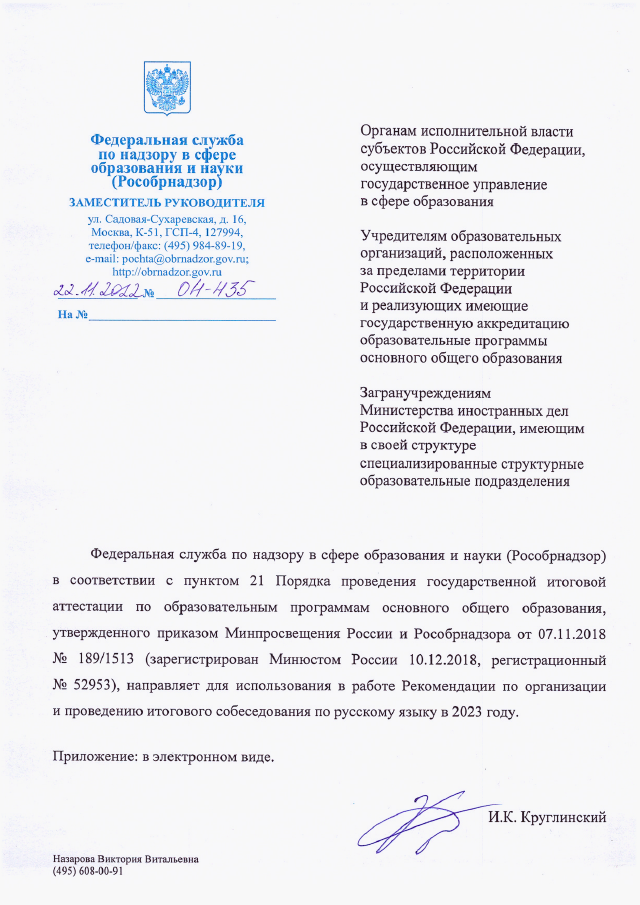 Федеральная служба
по надзору в сфере
образования и науки
(Рособрнадзор)
ЗАМЕСТИТЕЛЬ РУКОВОДИТЕЛЯ
ул. Садовая-Сухаревская, д. 16,
Москва, К-51, ГСП-4, 127994,
телефон/факс: (495) 984-89-19,
e-mail: pochta@obrnadzor.gov.ru;
http://obrnadzor.gov.ru
22.11.2022 № 04-435
На №
Органам исполнительной власти
субъектов Российской Федерации,
осуществляющим
государственное управление
в сфере образования
Учредителям образовательных
организаций, расположенных
за пределами территории
Российской Федерации
и реализующих имеющие
государственную аккредитацию
образовательные программы
основного общего образования
Загранучреждениям
Министерства иностранных дел
Российской Федерации, имеющим
в своей структуре
специализированные структурные
образовательные подразделения
Федеральная служба по надзору в сфере образования и науки (Рособрнадзор)
в соответствии с пунктом 21 Порядка проведения государственной итоговой
аттестации по образовательным программам основного общего образования,
утвержденного приказом Минпросвещения России и Рособрнадзора от 07.11.2018
№ 189/1513 (зарегистрирован Минюстом России 10.12.2018, регистрационный
№ 52953), направляет для использования в работе Рекомендации по организации
и проведению итогового собеседования по русскому языку в 2023 году.
Приложение: в электронном виде.
И.К. Круглинский
Назарова Виктория Витальевна
(495) 608-00-91